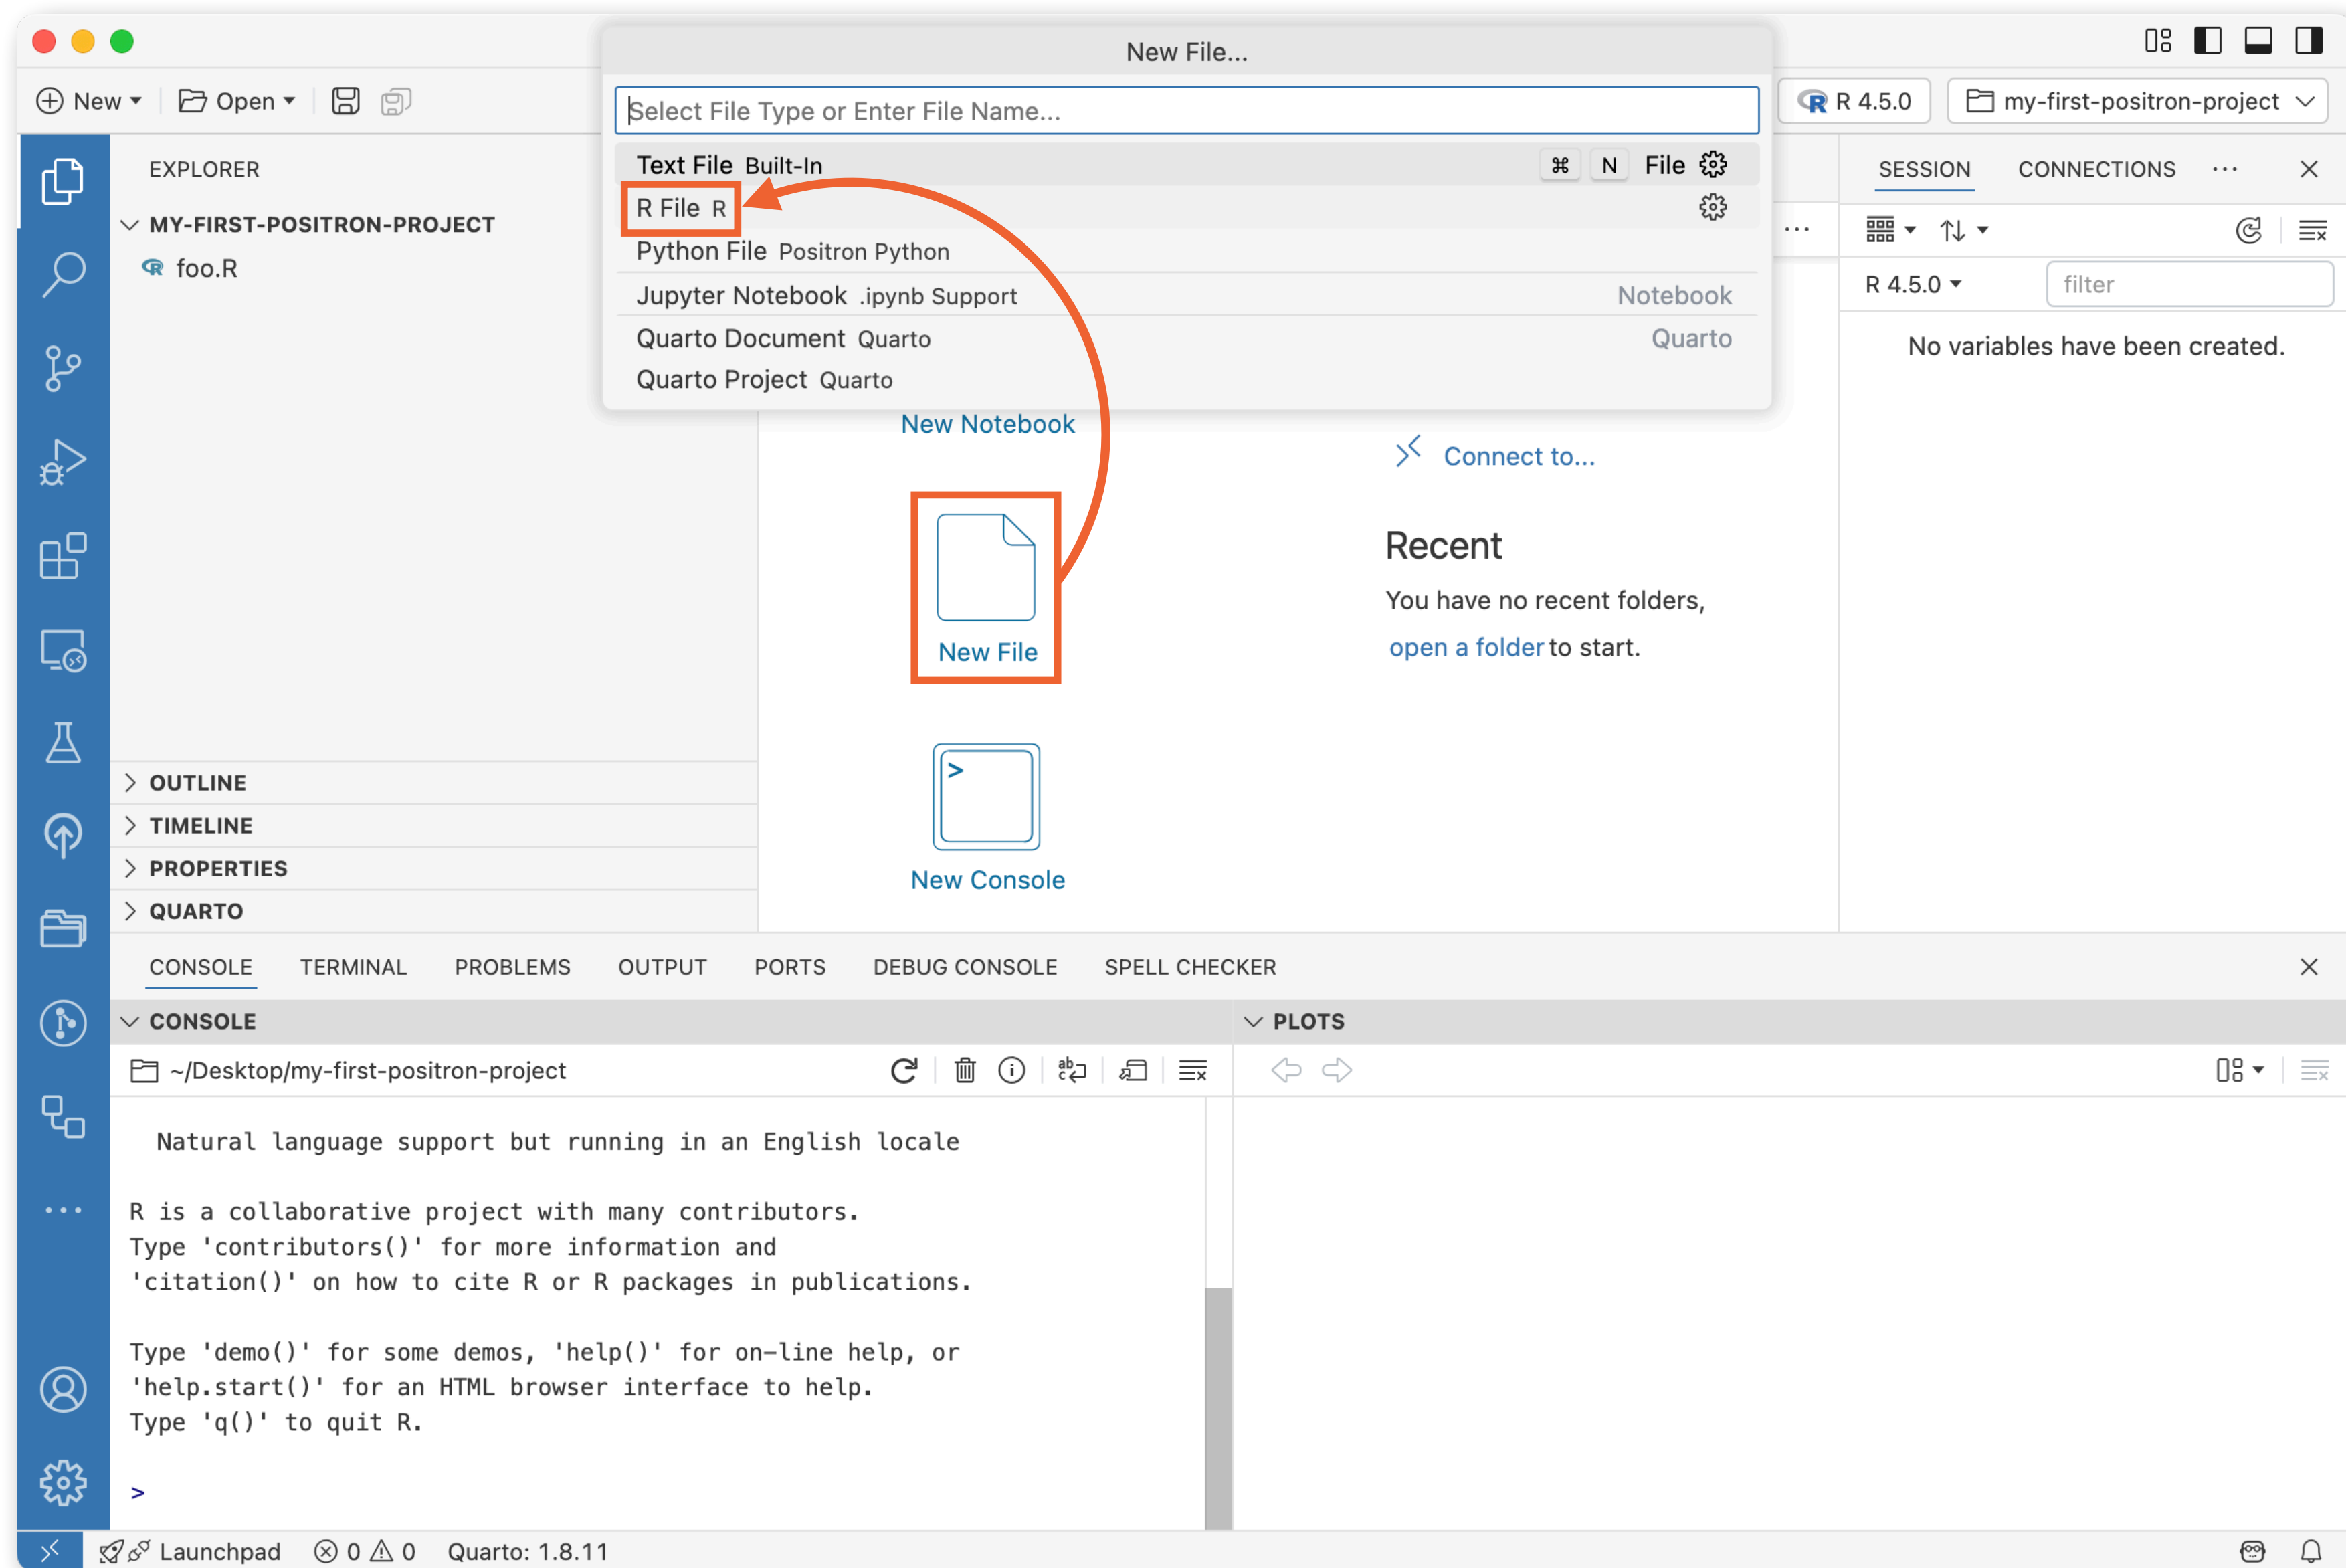 New File...
New
Open
Select File Type or Enter File Name...
R 4.5.0
my-first-positron-project
EXPLORER
MY-FIRST-POSITRON-PROJECT
foo.R
Text File Built-In
⌘ N File
R File R
Python File Positron Python
Jupyter Notebook .ipynb Support
Notebook
Quarto Document Quarto
Quarto
Quarto Project Quarto
SESSION
CONNECTIONS
R 4.5.0
filter
No variables have been created.
New Notebook
New File
New Console
Connect to...
Recent
You have no recent folders,
open a folder to start.
OUTLINE
TIMELINE
PROPERTIES
QUARTO
CONSOLE TERMINAL PROBLEMS OUTPUT PORTS DEBUG CONSOLE SPELL CHECKER
CONSOLE
~/Desktop/my-first-positron-project
Natural language support but running in an English locale
R is a collaborative project with many contributors.
Type 'contributors()' for more information and
'citation()' on how to cite R or R packages in publications.
Type 'demo()' for some demos, 'help()' for on-line help, or
'help.start()' for an HTML browser interface to help.
Type 'q()' to quit R.
>
PLOTS
Launchpad 0 0 Quarto: 1.8.11